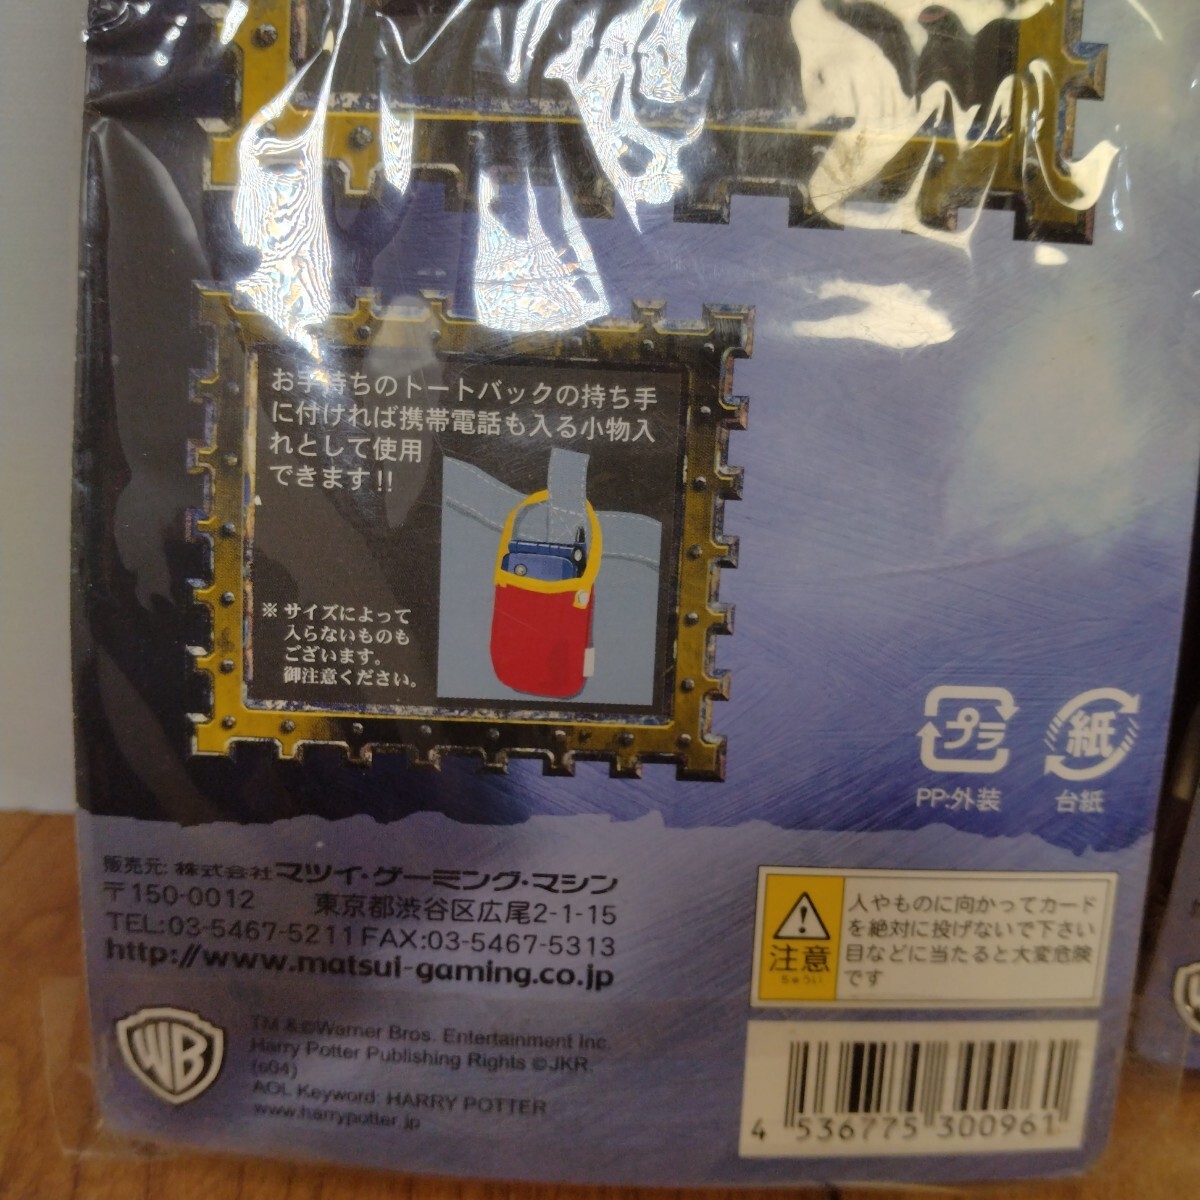 お手持ちのトートバックの持ち手
に付ければ携帯電話も入る小物入
れとして使用
できます!!
※サイズによって
入らないものも
ございます。
御注意ください。
プラ
PP:外装
紙
台紙
販売元: 株式会社マツイ・ゲーミング・マシン
〒150-0012 東京都渋谷区広尾2-1-15
TEL:03-5467-5211 FAX:03-5467-5313
http://www.matsui-gaming.co.jp
注意
ちゅうい
人やものに向かってカード
を絶対に投げないで下さい
目などに当たると大変危険
です
WB
TM & ©Warner Bros. Entertainment Inc.
Harry Potter Publishing Rights ©JKR.
(s04)
AOL Keyword: HARRY POTTER
www.harrypotter.jp
4 536775 300961